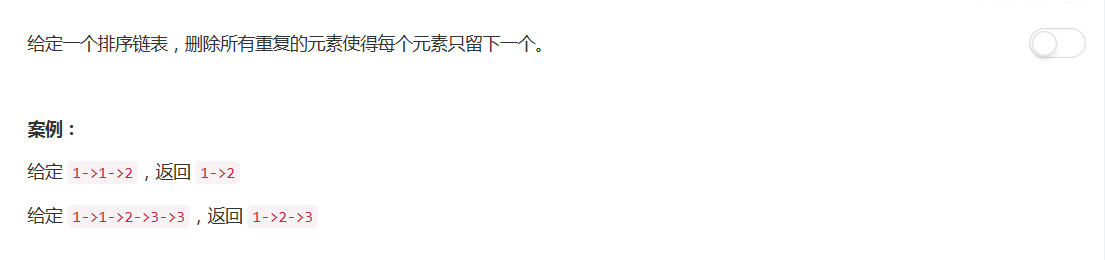 给定一个排序链表，删除所有重复的元素使得每个元素只留下一个。
案例：
给定 1->1->2，返回 1->2
给定 1->1->2->3->3，返回 1->2->3